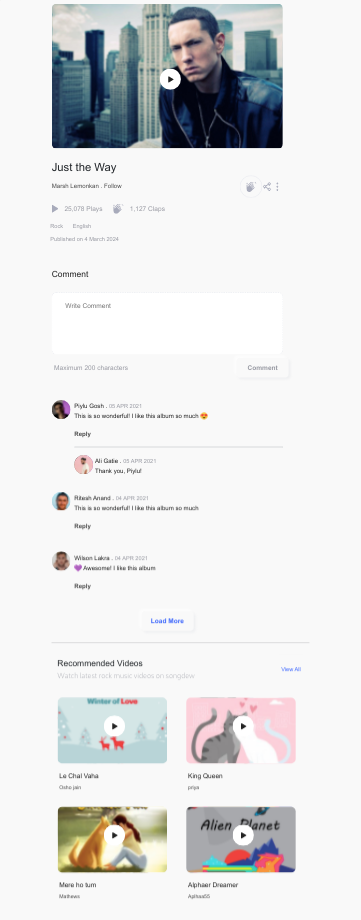 Just the Way
Marsh Lemonkan . Follow
25,078 Plays 1,127 Claps
Rock English
Published on 4 March 2024
Comment
Write Comment
Maximum 200 characters Comment
Piylu Gosh . 05 APR 2021
This is so wonderful! I like this album so much 😍
Reply
Ali Gatie . 05 APR 2021
Thank you, Piylu!
Ritesh Anand . 04 APR 2021
This is so wonderful! I like this album so much
Reply
Wilson Lakra . 04 APR 2021
💜 Awesome! I like this album
Reply
Load More
Recommended Videos
View All
Watch latest rock music videos on songdew
Winter of Love
Le Chal Vaha
Oshu jain
King Queen
priya
Alien Planet
Mere ho tum
Mathews
Alphaer Dreamer
Apthaa55